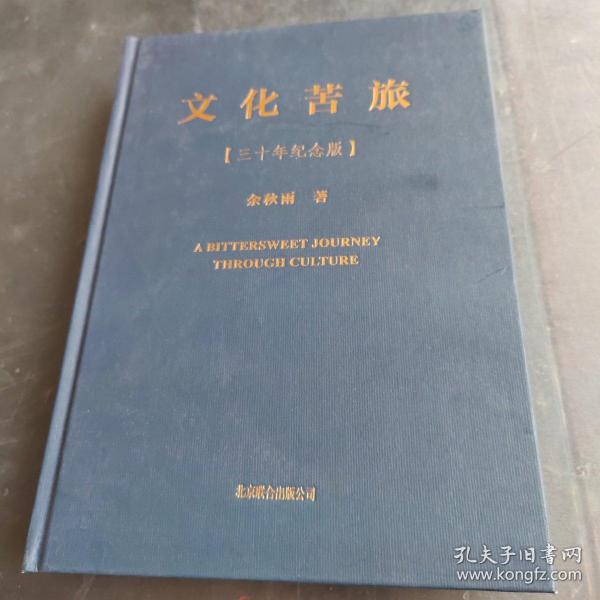 文化苦旅
【三十年纪念版】
余秋雨 著
A BITTERSWEET JOURNEY
THROUGH CULTURE
北京联合出版公司
孔夫子旧书网
www.kongfz.com